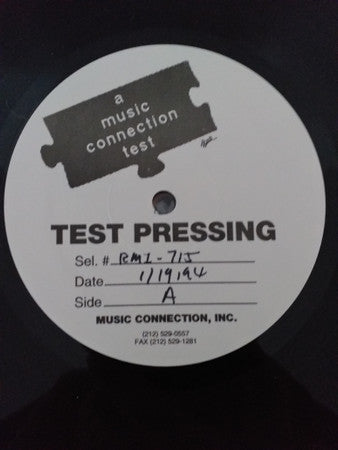 a
music
connection
test
TEST PRESSING
Sel. # RMI-715
Date 1/19/94
Side A
MUSIC CONNECTION, INC.
(212) 529-0557
FAX (212) 529-1281